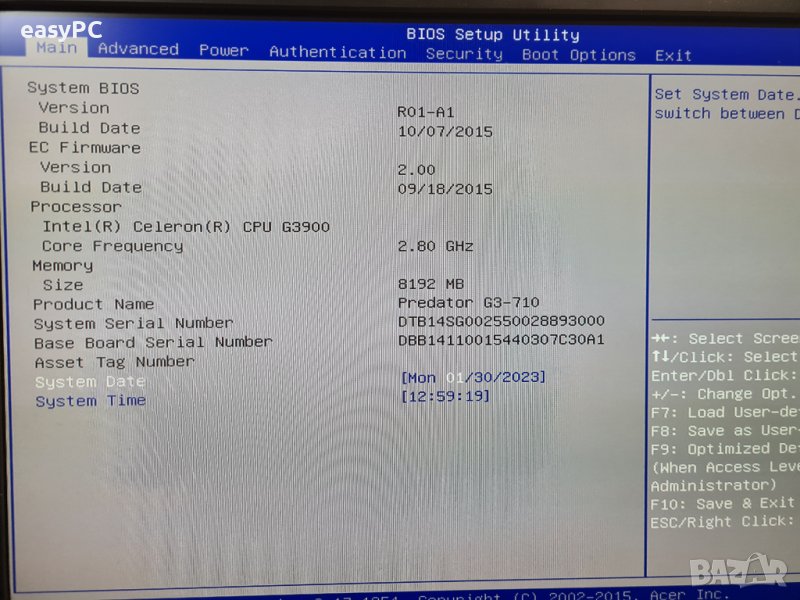 easyPC
BIOS Setup Utility
Main Advanced Power Authentication Security Boot Options Exit
System BIOS
Version R01-A1
Build Date 10/07/2015
EC Firmware
Version 2.00
Build Date 09/18/2015
Processor
Intel(R) Celeron(R) CPU G3900
Core Frequency 2.80 GHz
Memory
Size 8192 MB
Product Name Predator G3-710
System Serial Number DTB14SG002550028893000
Base Board Serial Number DBB14110015440307C30A1
Asset Tag Number
System Date [Mon 01/30/2023]
System Time [12:59:19]
Set System Date.
switch between D
→←: Select Scree
↑↓/Click: Select
Enter/Dbl Click:
+/-: Change Opt.
F7: Load User-de
F8: Save as User-
F9: Optimized De
(When Access Leve
Administrator)
F10: Save & Exit
ESC/Right Click:
Copyright (C) 2002-2015, Acer Inc.
BAZAR